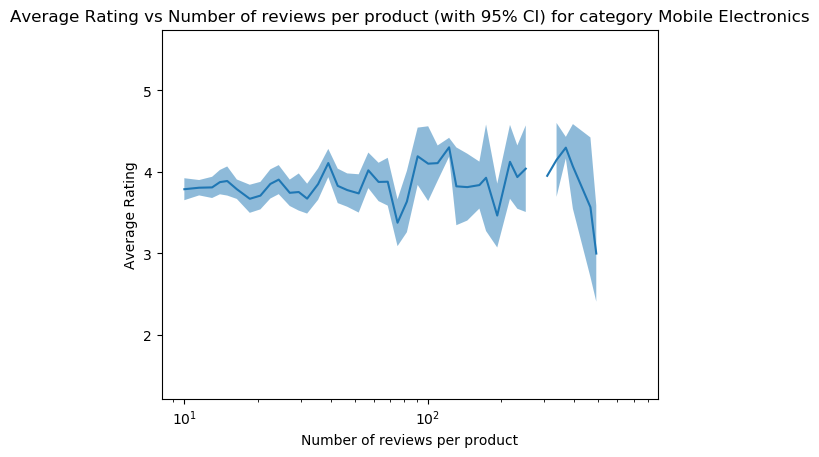 Average Rating vs Number of reviews per product (with 95% CI) for category Mobile Electronics
5
4
3
2
Average Rating
10¹
10²
Number of reviews per product